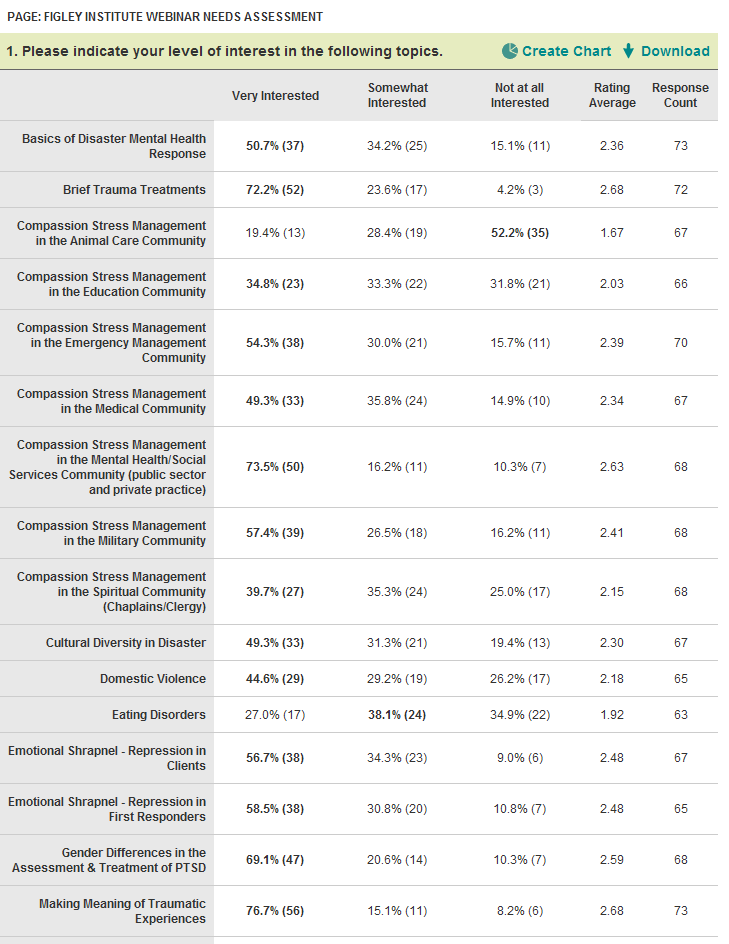 PAGE: FIGLEY INSTITUTE WEBINAR NEEDS ASSESSMENT
1. Please indicate your level of interest in the following topics. Create Chart Download
Very Interested Somewhat Interested Not at all Interested Rating Average Response Count
Basics of Disaster Mental Health
Response 50.7% (37) 34.2% (25) 15.1% (11) 2.36 73
Brief Trauma Treatments 72.2% (52) 23.6% (17) 4.2% (3) 2.68 72
Compassion Stress Management
in the Animal Care Community 19.4% (13) 28.4% (19) 52.2% (35) 1.67 67
Compassion Stress Management
in the Education Community 34.8% (23) 33.3% (22) 31.8% (21) 2.03 66
Compassion Stress Management
in the Emergency Management
Community 54.3% (38) 30.0% (21) 15.7% (11) 2.39 70
Compassion Stress Management
in the Medical Community 49.3% (33) 35.8% (24) 14.9% (10) 2.34 67
Compassion Stress Management
in the Mental Health/Social
Services Community (public sector
and private practice) 73.5% (50) 16.2% (11) 10.3% (7) 2.63 68
Compassion Stress Management
in the Military Community 57.4% (39) 26.5% (18) 16.2% (11) 2.41 68
Compassion Stress Management
in the Spiritual Community
(Chaplains/Clergy) 39.7% (27) 35.3% (24) 25.0% (17) 2.15 68
Cultural Diversity in Disaster 49.3% (33) 31.3% (21) 19.4% (13) 2.30 67
Domestic Violence 44.6% (29) 29.2% (19) 26.2% (17) 2.18 65
Eating Disorders 27.0% (17) 38.1% (24) 34.9% (22) 1.92 63
Emotional Shrapnel - Repression in
Clients 56.7% (38) 34.3% (23) 9.0% (6) 2.48 67
Emotional Shrapnel - Repression in
First Responders 58.5% (38) 30.8% (20) 10.8% (7) 2.48 65
Gender Differences in the
Assessment & Treatment of PTSD 69.1% (47) 20.6% (14) 10.3% (7) 2.59 68
Making Meaning of Traumatic
Experiences 76.7% (56) 15.1% (11) 8.2% (6) 2.68 73